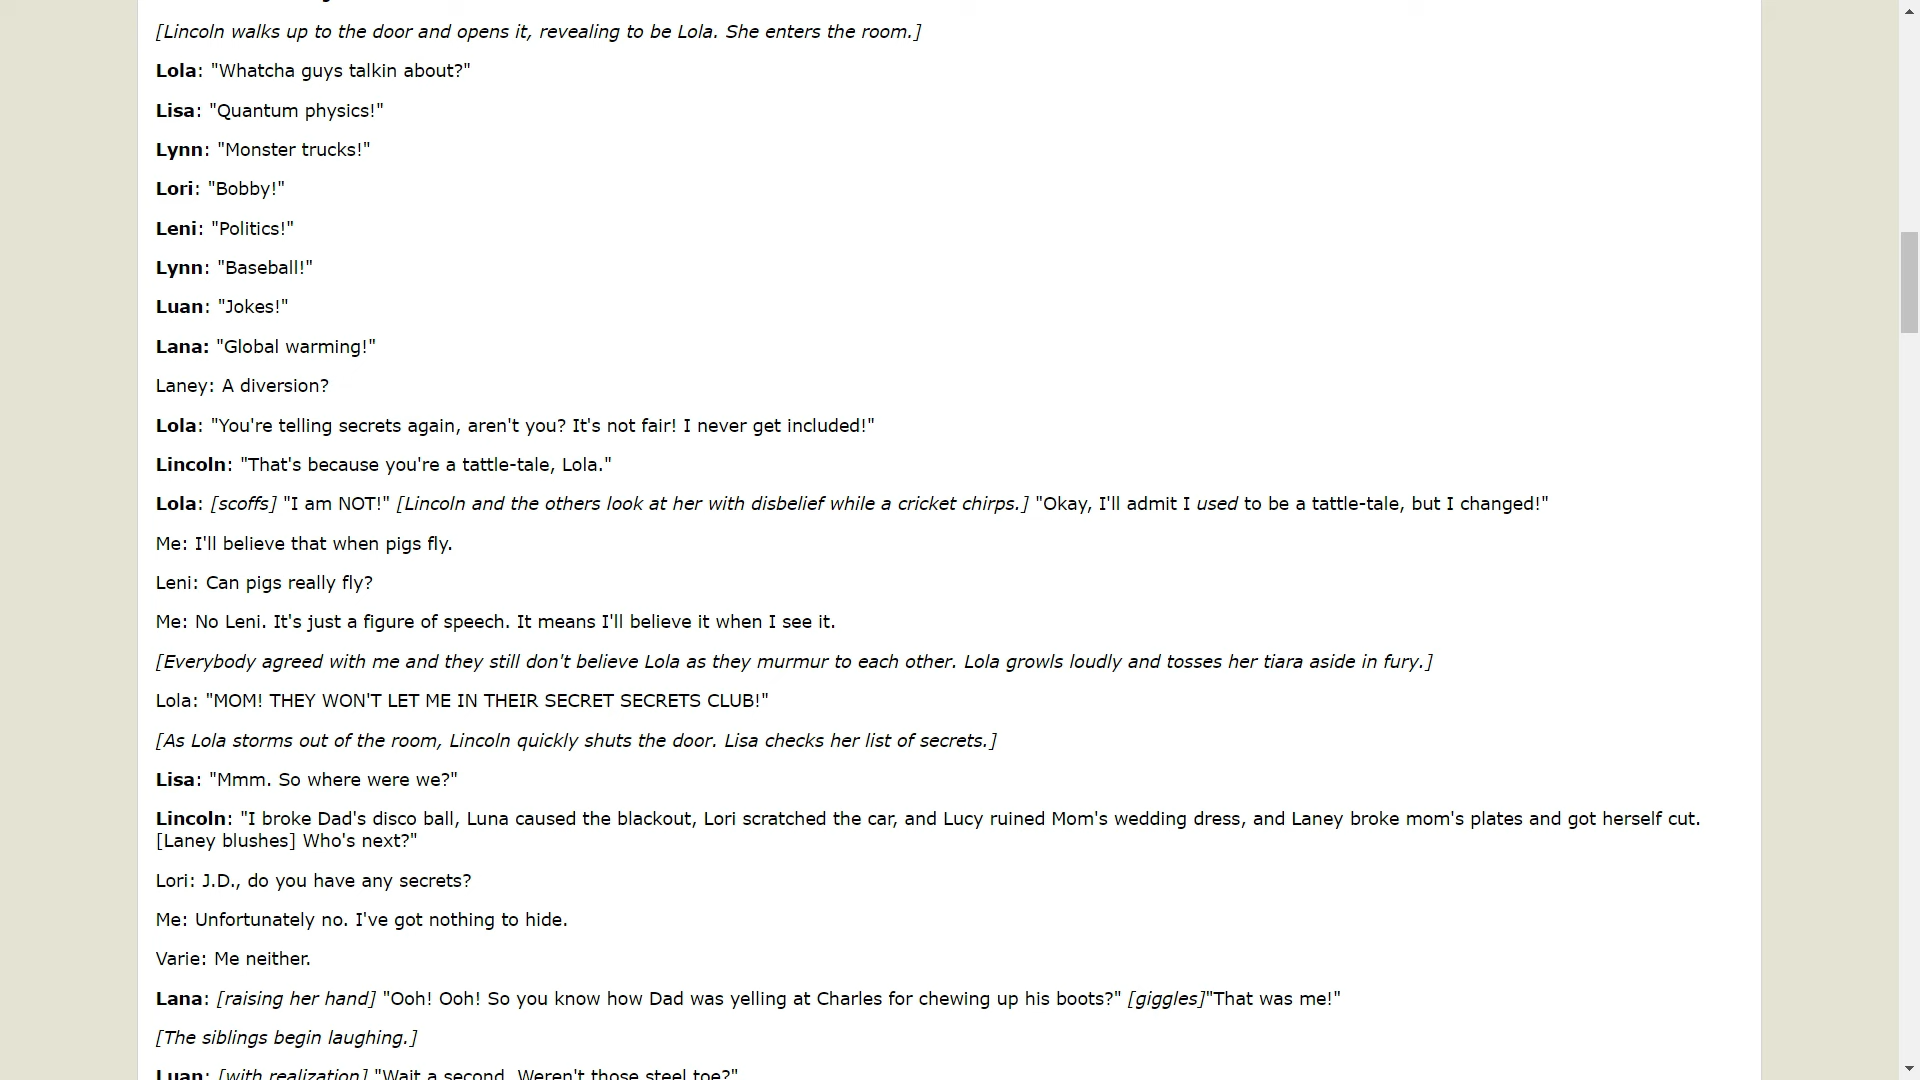 [Lincoln walks up to the door and opens it, revealing to be Lola. She enters the room.]
Lola: "Whatcha guys talkin about?"
Lisa: "Quantum physics!"
Lynn: "Monster trucks!"
Lori: "Bobby!"
Leni: "Politics!"
Lynn: "Baseball!"
Luan: "Jokes!"
Lana: "Global warming!"
Laney: A diversion?
Lola: "You're telling secrets again, aren't you? It's not fair! I never get included!"
Lincoln: "That's because you're a tattle-tale, Lola."
Lola: [scoffs] "I am NOT!" [Lincoln and the others look at her with disbelief while a cricket chirps.] "Okay, I'll admit I used to be a tattle-tale, but I changed!"
Me: I'll believe that when pigs fly.
Leni: Can pigs really fly?
Me: No Leni. It's just a figure of speech. It means I'll believe it when I see it.
[Everybody agreed with me and they still don't believe Lola as they murmur to each other. Lola growls loudly and tosses her tiara aside in fury.]
Lola: "MOM! THEY WON'T LET ME IN THEIR SECRET SECRETS CLUB!"
[As Lola storms out of the room, Lincoln quickly shuts the door. Lisa checks her list of secrets.]
Lisa: "Mmm. So where were we?"
Lincoln: "I broke Dad's disco ball, Luna caused the blackout, Lori scratched the car, and Lucy ruined Mom's wedding dress, and Laney broke mom's plates and got herself cut.
[Laney blushes] Who's next?"
Lori: J.D., do you have any secrets?
Me: Unfortunately no. I've got nothing to hide.
Varie: Me neither.
Lana: [raising her hand] "Ooh! Ooh! So you know how Dad was yelling at Charles for chewing up his boots?" [giggles]"That was me!"
[The siblings begin laughing.]
Luan: [with realization] "Wait a second. Weren't those steel toe?"